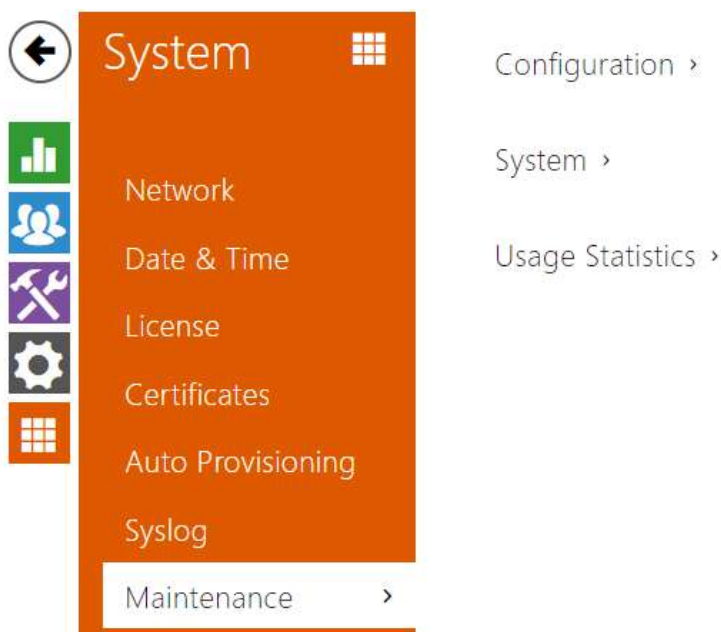 System
Network
Date & Time
License
Certificates
Auto Provisioning
Syslog
Maintenance ›
Configuration ›
System ›
Usage Statistics ›